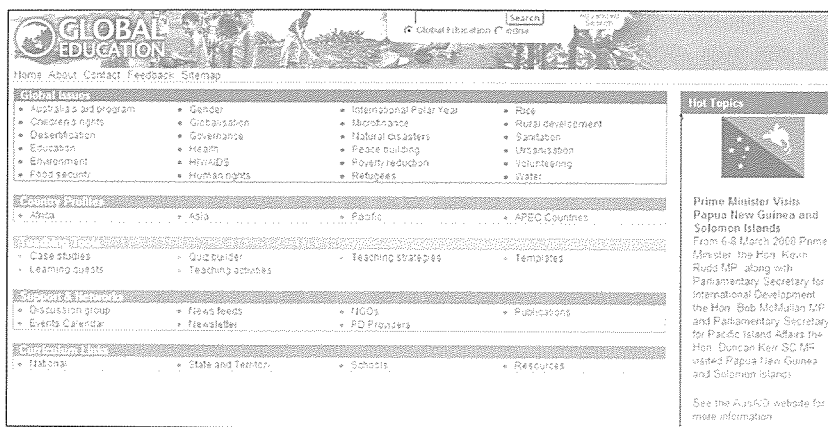 GLOBAL
EDUCATION
Search
Global Education
Advanced
Search
Home About Contact Feedback Sitemap
Global Issues
• Australia's aid program • Gender • International Polar Year • Rice
• Children's rights • Globalisation • Microfinance • Rural development
• Desertification • Governance • Natural disasters • Sanitation
• Education • Health • Peace building • Urbanisation
• Environment • HIV/AIDS • Poverty reduction • Volunteering
• Food security • Human rights • Refugees • Water
Country Profiles
• Africa • Asia • Pacific • APEC Countries
• Case studies • Quiz builder • Teaching strategies • Templates
• Learning quests • Teaching activities
Support & Networks
• Discussion group • News feeds • NGOs • Publications
• Events Calendar • Newsletter • PD Providers
Curriculum Links
• National • State and Territory • Schools • Resources
Hot Topics
Prime Minister Visits
Papua New Guinea and
Solomon Islands
From 6-8 March 2008 Prime
Minister, the Hon. Kevin
Rudd MP, along with
Parliamentary Secretary for
International Development
the Hon. Bob McMullan MP
and Parliamentary Secretary
for Pacific Island Affairs the
Hon. Duncan Kerr SC MP
visited Papua New Guinea
and Solomon Islands
See the AusAID website for
more information